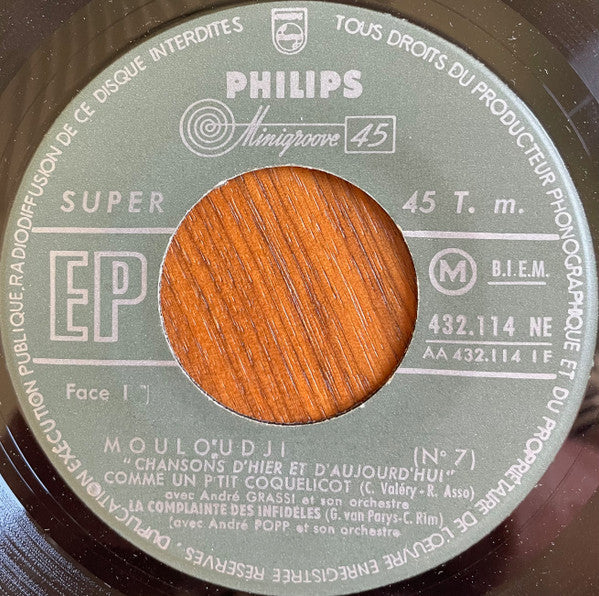 TOUS DROITS DU PRODUCTEUR PHONOGRAPHIQUE ET DU PROPRIÉTAIRE DE L'OEUVRE ENREGISTRÉE RÉSERVÉS. DUPLICATION EXÉCUTION PUBLIQUE, RADIODIFFUSION DE CE DISQUE INTERDITES
PHILIPS
PHILIPS
Minigroove 45
SUPER 45 T. m.
EP M B.I.E.M.
432.114 NE
AA 432.114 1 F
Face 1
MOULOUDJI (N° 7)
"CHANSONS D'HIER ET D'AUJOURD'HUI"
COMME UN P'TIT COQUELICOT (C. Valéry - R. Asso)
avec André GRASSI et son orchestre
LA COMPLAINTE DES INFIDÈLES (G. van Parys-C. Rim)
(avec André POPP et son orchestre